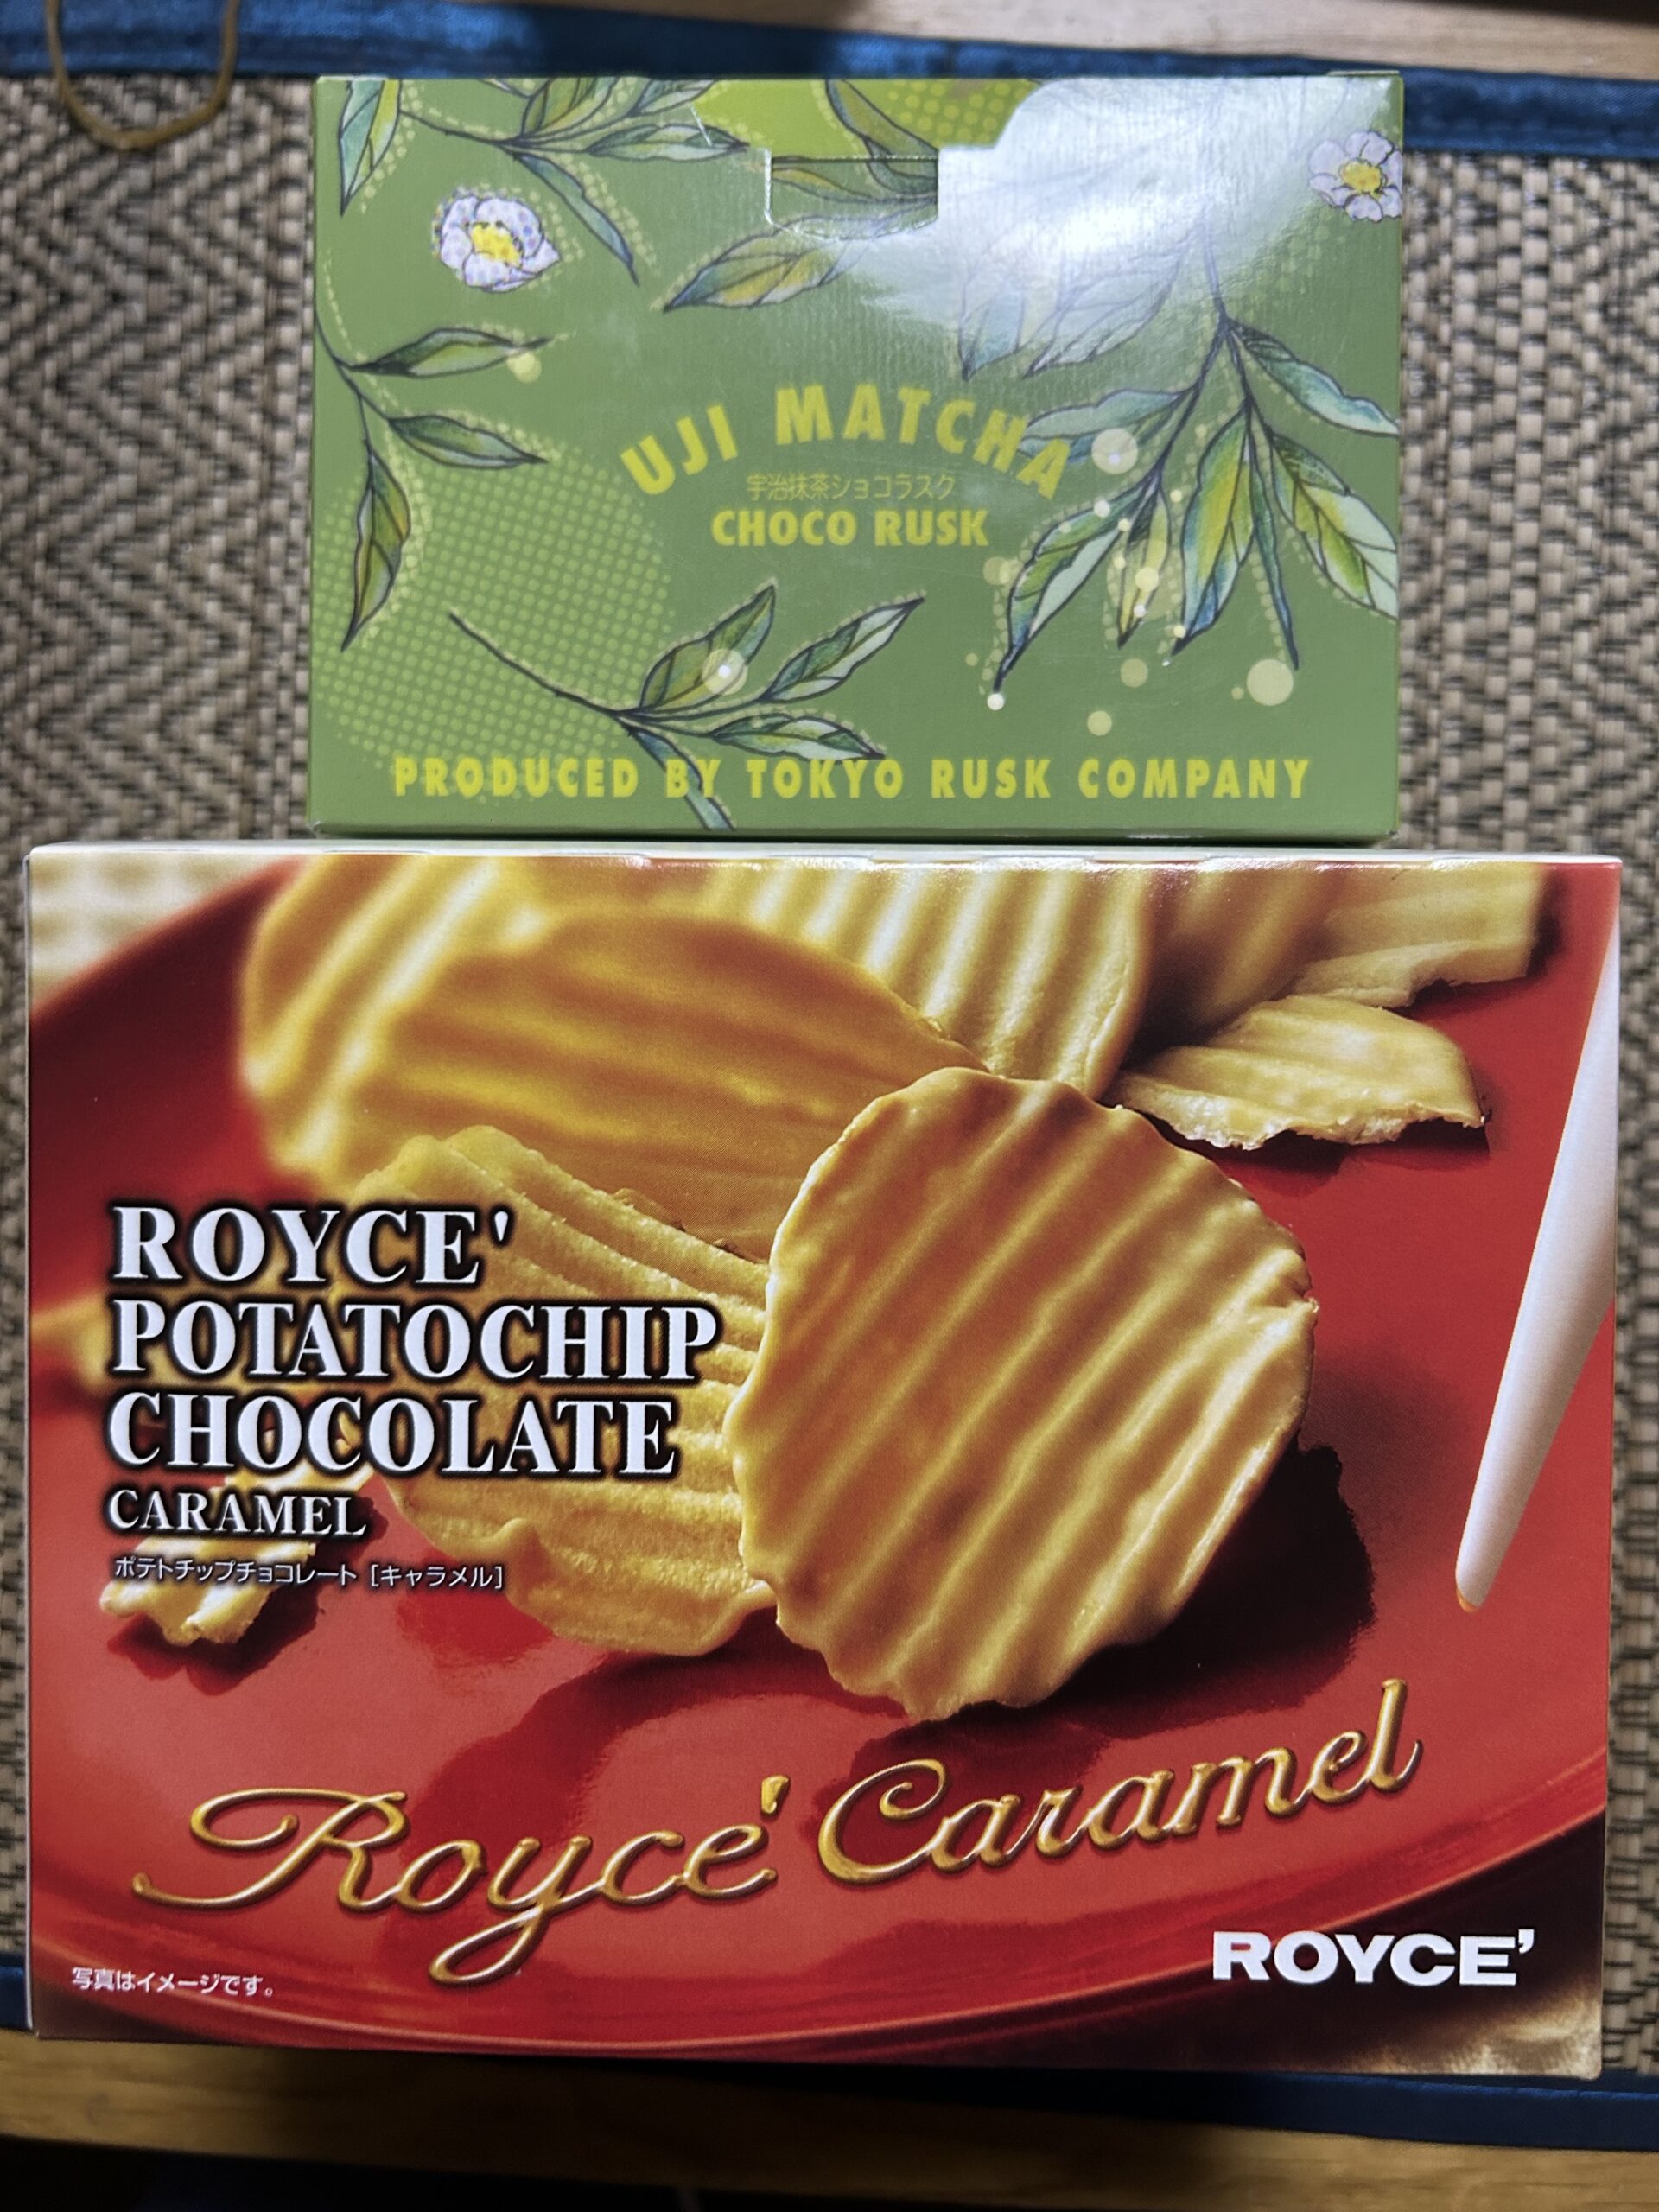 UJI MATCHA
宇治抹茶ショコラスク
CHOCO RUSK
PRODUCED BY TOKYO RUSK COMPANY
ROYCE'
POTATOCHIP
CHOCOLATE
CARAMEL
ポテトチップチョコレート [キャラメル]
Royce' Caramel
ROYCE'
写真はイメージです。